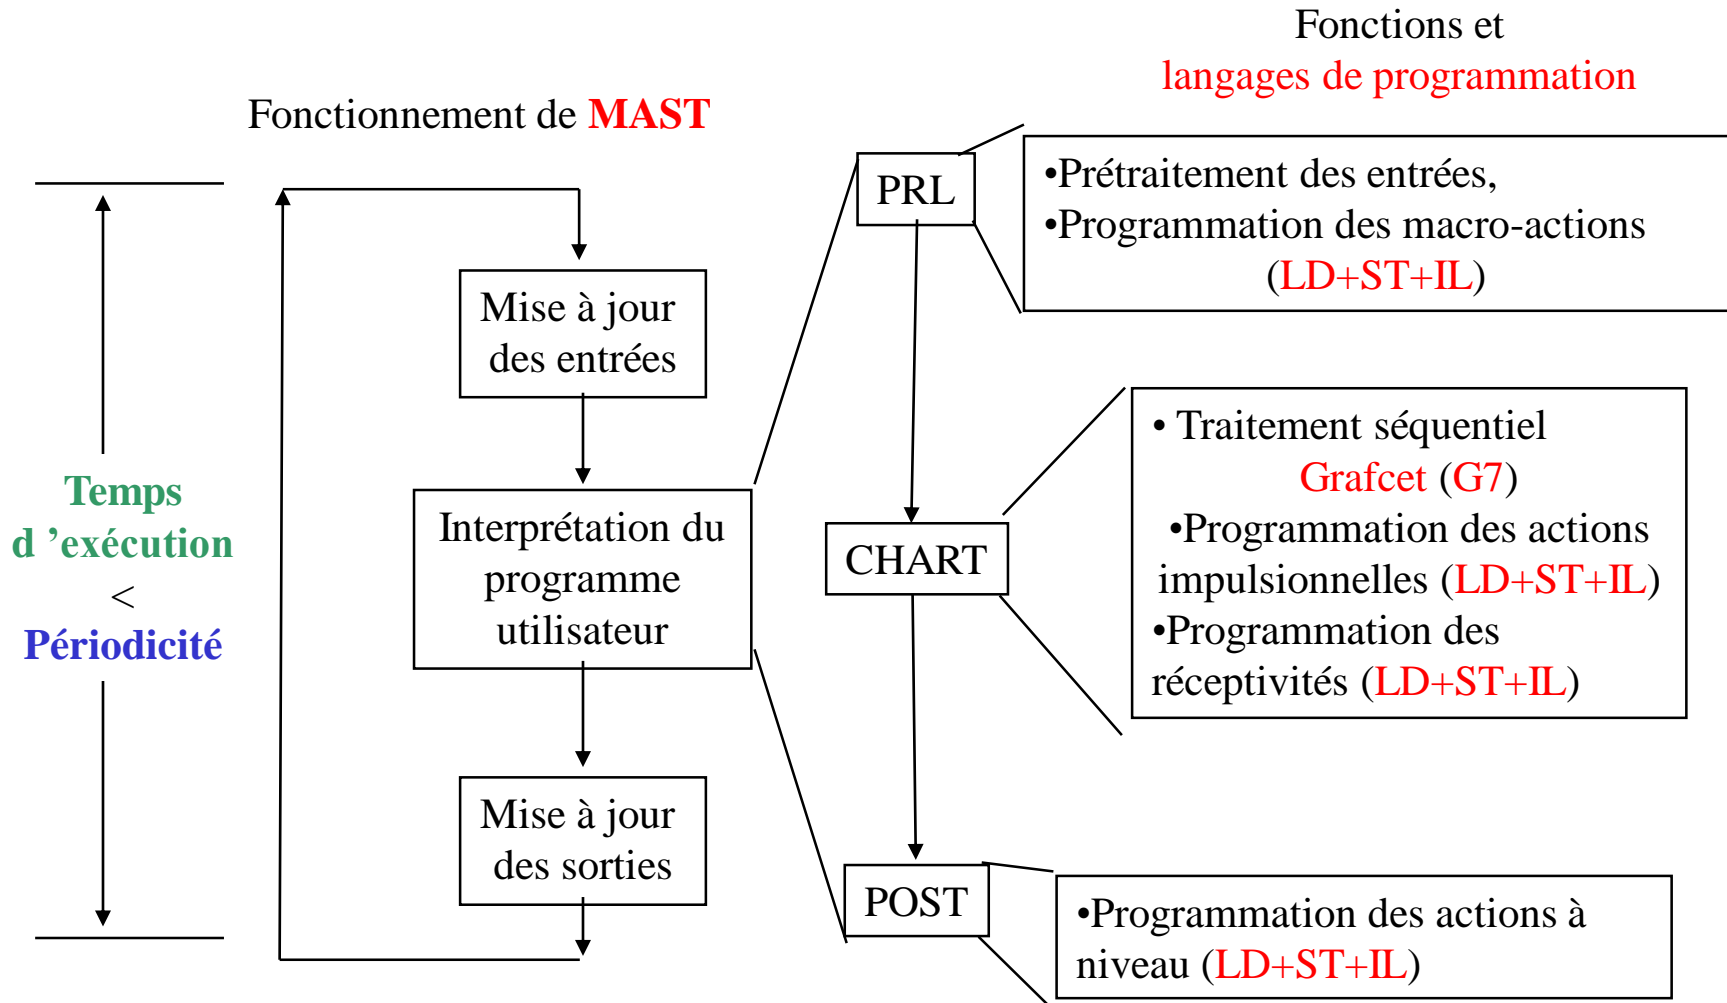 Fonctions et
langages de programmation
Fonctionnement de MAST
Temps
d ’exécution
<
Périodicité
Mise à jour
des entrées
Interprétation du
programme
utilisateur
Mise à jour
des sorties
PRL
•Prétraitement des entrées,
•Programmation des macro-actions
(LD+ST+IL)
CHART
• Traitement séquentiel
Grafcet (G7)
•Programmation des actions
impulsionnelles (LD+ST+IL)
•Programmation des
réceptivités (LD+ST+IL)
POST
•Programmation des actions à
niveau (LD+ST+IL)